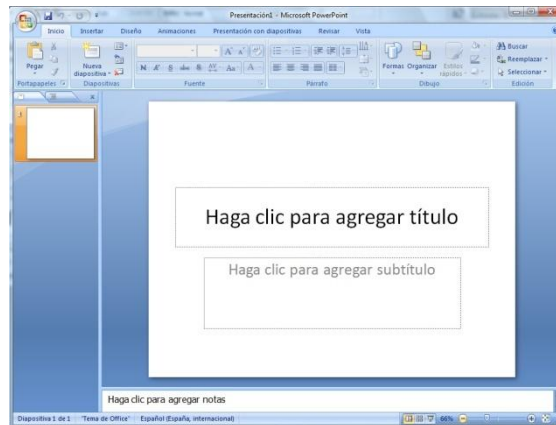 Presentación1 - Microsoft PowerPoint
Inicio Insertar Diseño Animaciones Presentación con diapositivas Revisar Vista
Pegar
Nueva diapositiva
Formas Organizar Estilos rápidos
Buscar
Reemplazar
Seleccionar
Portapapeles Diapositivas Fuente Párrafo Dibujo Edición
1
Haga clic para agregar título
Haga clic para agregar subtítulo
Haga clic para agregar notas
Diapositiva 1 de 1 "Tema de Office" Español (España, internacional) 66%